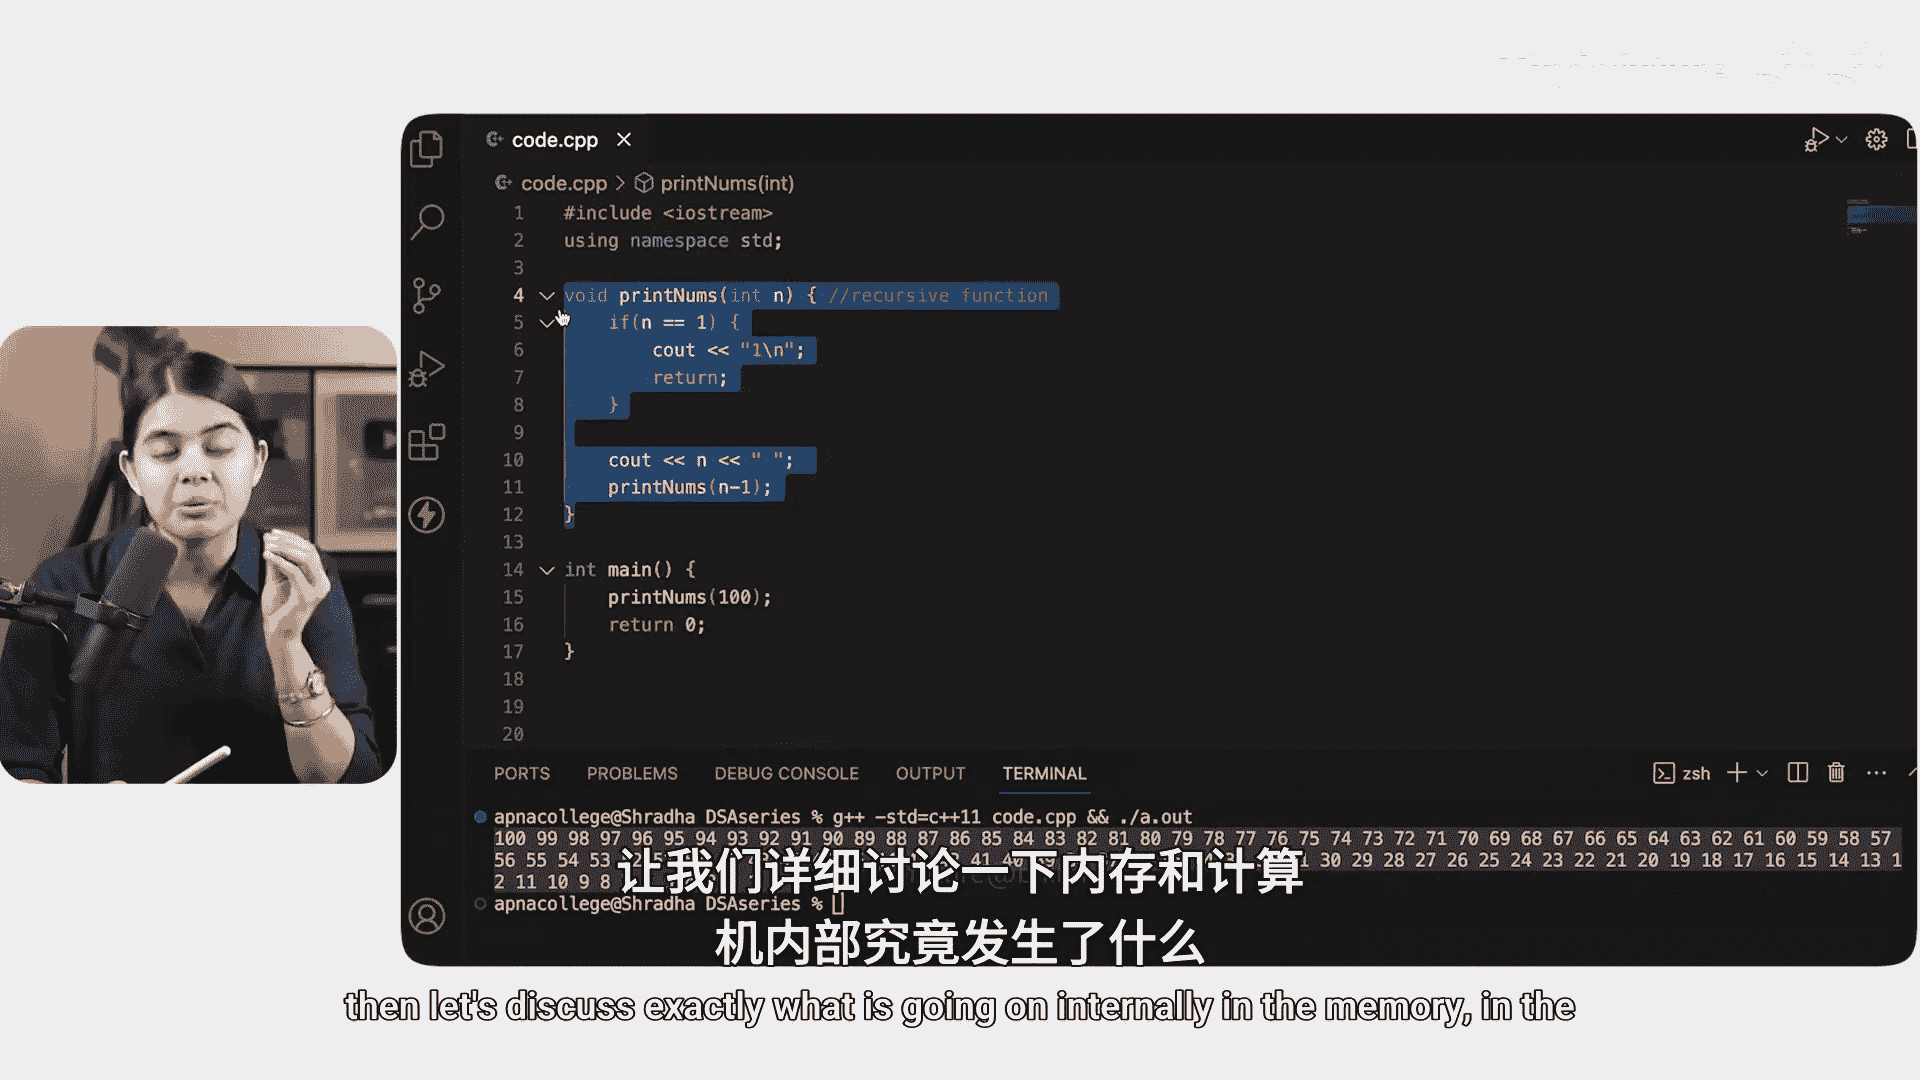 code.cpp
code.cpp > printNums(int)
1 #include <iostream>
2 using namespace std;
3
4 void printNums(int n) { //recursive function
5 if(n == 1) {
6 cout << "1\n";
7 return;
8 }
9
10 cout << n << " ";
11 printNums(n-1);
12 }
13
14 int main() {
15 printNums(100);
16 return 0;
17 }
18
19
20
PORTS PROBLEMS DEBUG CONSOLE OUTPUT TERMINAL zsh
apnacollege@Shradha DSAseries % g++ -std=c++11 code.cpp && ./a.out
100 99 98 97 96 95 94 93 92 91 90 89 88 87 86 85 84 83 82 81 80 79 78 77 76 75 74 73 72 71 70 69 68 67 66 65 64 63 62 61 60 59 58 57
56 55 54 53 41 30 29 28 27 26 25 24 23 22 21 20 19 18 17 16 15 14 13 1
2 11 10 9 8
apnacollege@Shradha DSAseries %
让我们详细讨论一下内存和计算
机内部究竟发生了什么
then let's discuss exactly what is going on internally in the memory, in the